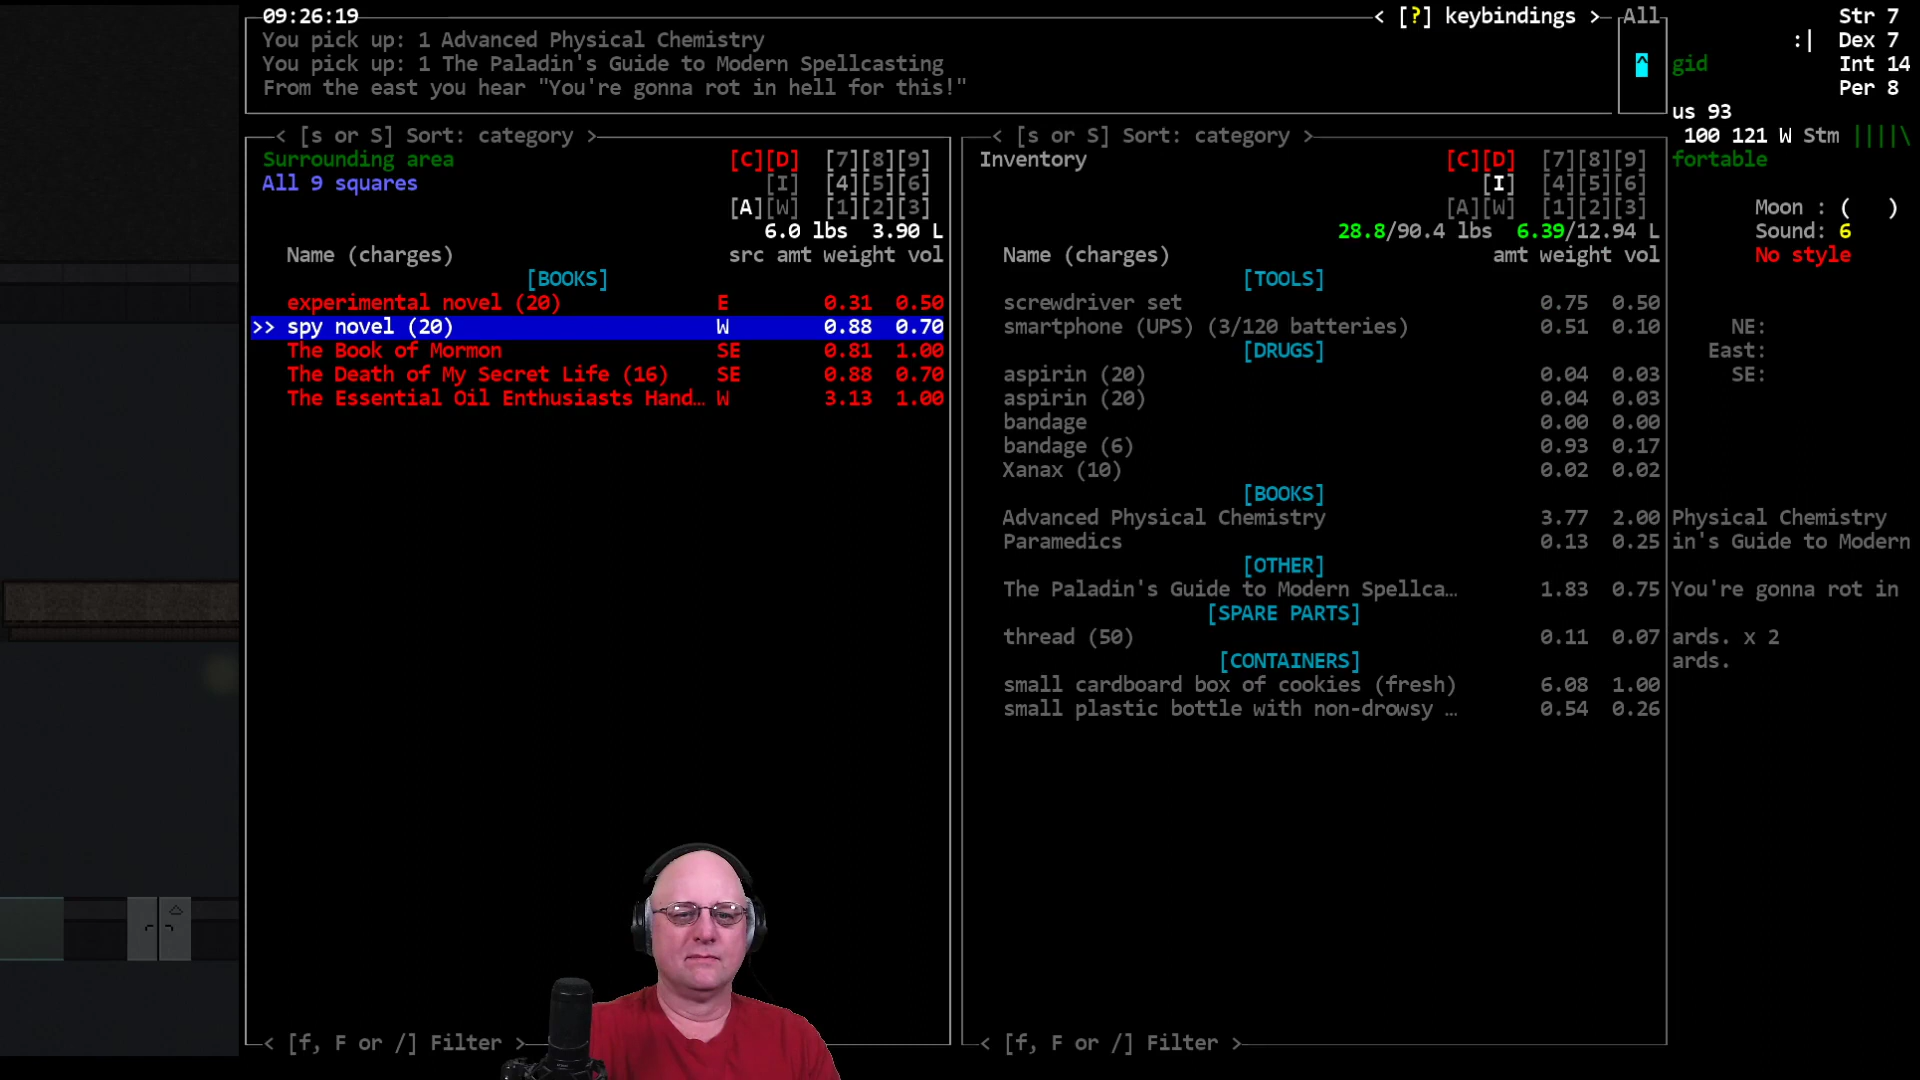 09:26:19
< [?] keybindings >
All
Str 7
You pick up: 1 Advanced Physical Chemistry
:| Dex 7
You pick up: 1 The Paladin's Guide to Modern Spellcasting
^
gid
Int 14
From the east you hear "You're gonna rot in hell for this!"
Per 8
us 93
100 121 W Stm ||||\
< [s or S] Sort: category >
Surrounding area
[C][D] [7][8][9]
All 9 squares
[I] [4][5][6]
[A][W] [1][2][3]
6.0 lbs 3.90 L
Name (charges) src amt weight vol
[BOOKS]
experimental novel (20) E 0.31 0.50
>> spy novel (20) W 0.88 0.70
The Book of Mormon SE 0.81 1.00
The Death of My Secret Life (16) SE 0.88 0.70
The Essential Oil Enthusiasts Hand… W 3.13 1.00
< [f, F or /] Filter >
< [s or S] Sort: category >
Inventory
[C][D] [7][8][9]
[I] [4][5][6]
[A][W] [1][2][3]
28.8/90.4 lbs 6.39/12.94 L
Name (charges) amt weight vol
[TOOLS]
screwdriver set 0.75 0.50
smartphone (UPS) (3/120 batteries) 0.51 0.10
[DRUGS]
aspirin (20) 0.04 0.03
aspirin (20) 0.04 0.03
bandage 0.00 0.00
bandage (6) 0.93 0.17
Xanax (10) 0.02 0.02
[BOOKS]
Advanced Physical Chemistry 3.77 2.00
Paramedics 0.13 0.25
[OTHER]
The Paladin's Guide to Modern Spellca… 1.83 0.75
[SPARE PARTS]
thread (50) 0.11 0.07
[CONTAINERS]
small cardboard box of cookies (fresh) 6.08 1.00
small plastic bottle with non-drowsy … 0.54 0.26
< [f, F or /] Filter >
fortable
Moon : ( )
Sound: 6
No style
NE:
East:
SE:
Physical Chemistry
in's Guide to Modern
You're gonna rot in
ards. x 2
ards.